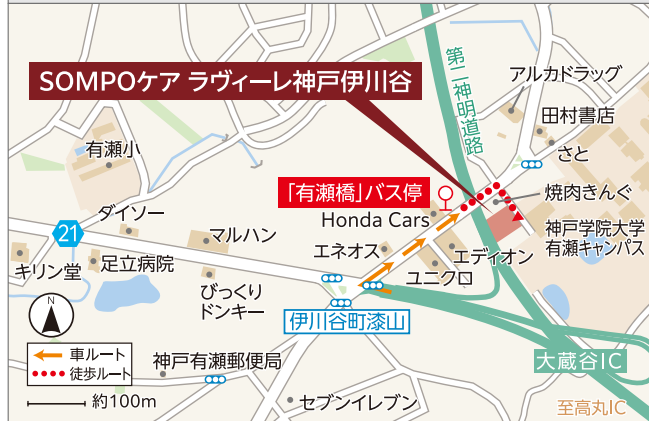 SOMPOケア ラヴィーレ神戸伊川谷
第二神明道路
アルカドラッグ
田村書店
さと
有瀬小
「有瀬橋」バス停
焼肉きんぐ
ダイソー
Honda Cars
神戸学院大学
有瀬キャンパス
21
マルハン
エネオス
エディオン
キリン堂
足立病院
ユニクロ
びっくり
ドンキー
N
伊川谷町漆山
車ルート
徒歩ルート
神戸有瀬郵便局
大蔵谷IC
約100m
セブンイレブン
至高丸IC